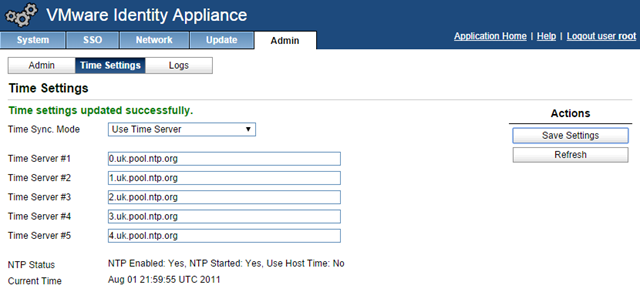 VMware Identity Appliance
System SSO Network Update Admin Application Home | Help | Logout user root
Admin Time Settings Logs
Time Settings
Time settings updated successfully.
Actions
Time Sync. Mode Use Time Server
Save Settings
Refresh
Time Server #1 0.uk.pool.ntp.org
Time Server #2 1.uk.pool.ntp.org
Time Server #3 2.uk.pool.ntp.org
Time Server #4 3.uk.pool.ntp.org
Time Server #5 4.uk.pool.ntp.org
NTP Status NTP Enabled: Yes, NTP Started: Yes, Use Host Time: No
Current Time Aug 01 21:59:55 UTC 2011